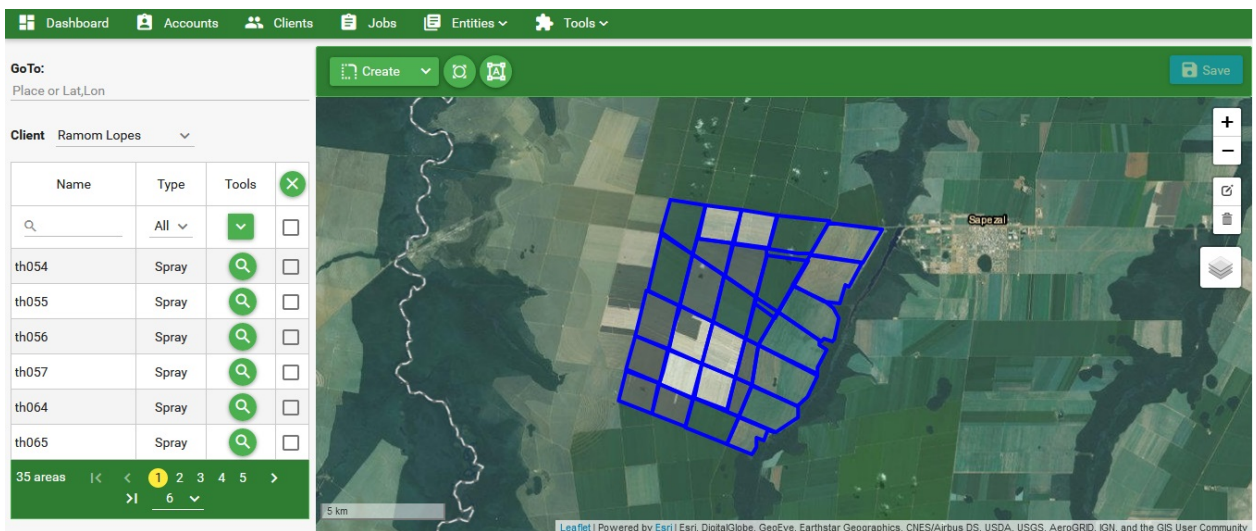 Dashboard Accounts Clients Jobs Entities Tools
GoTo:
Place or Lat,Lon
Create
A
Save
Client Ramom Lopes
Name Type Tools
All
th054 Spray
th055 Spray
th056 Spray
th057 Spray
th064 Spray
th065 Spray
35 areas 1 2 3 4 5
6
+
−
Sapezal
5 km
Leaflet | Powered by Esri | Esri, DigitalGlobe, GeoEye, Earthstar Geographics, CNES/Airbus DS, USDA, USGS, AeroGRID, IGN, and the GIS User Community